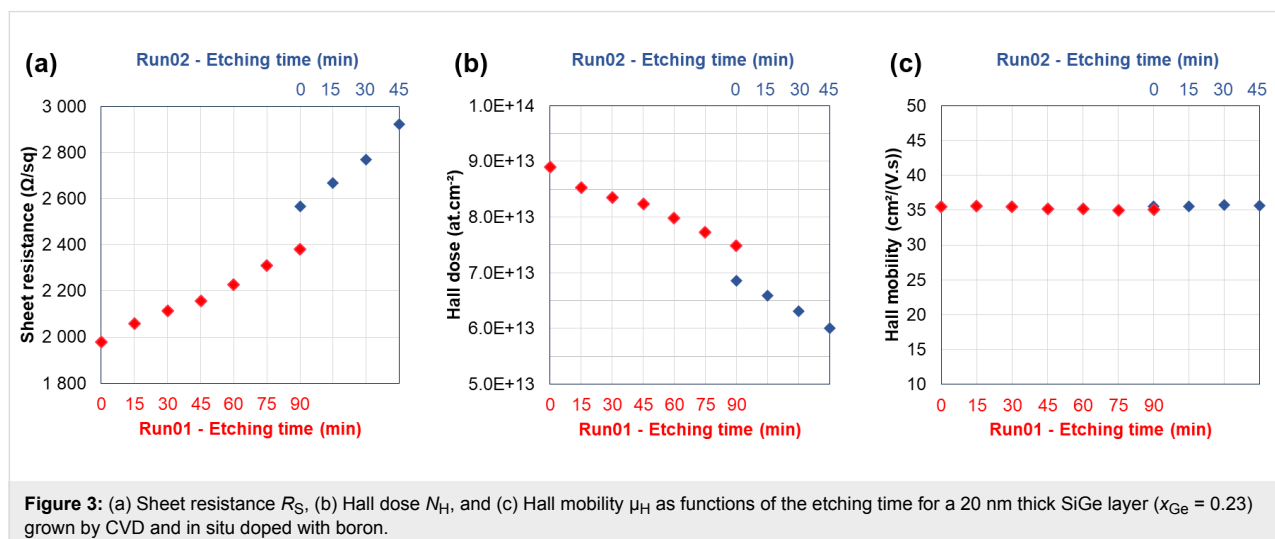 (a)
Run02 - Etching time (min)
0 15 30 45
3 000
2 800
2 600
2 400
2 200
2 000
1 800
Sheet resistance (Ω/sq)
0 15 30 45 60 75 90
Run01 - Etching time (min)
(b)
Run02 - Etching time (min)
0 15 30 45
1.0E+14
9.0E+13
8.0E+13
7.0E+13
6.0E+13
5.0E+13
Hall dose (at.cm⁻²)
0 15 30 45 60 75 90
Run01 - Etching time (min)
(c)
Run02 - Etching time (min)
0 15 30 45
50
45
40
35
30
25
20
15
10
Hall mobility (cm²/(V.s))
0 15 30 45 60 75 90
Run01 - Etching time (min)
Figure 3: (a) Sheet resistance RS, (b) Hall dose NH, and (c) Hall mobility μH as functions of the etching time for a 20 nm thick SiGe layer (xGe = 0.23)
grown by CVD and in situ doped with boron.